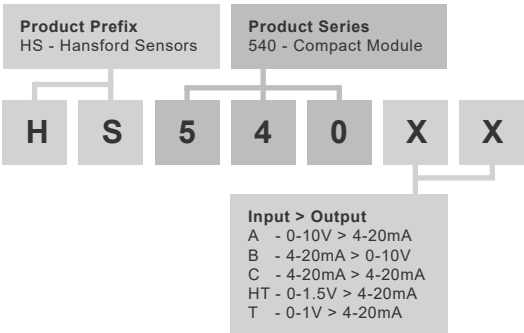 Product Prefix
HS - Hansford Sensors
Product Series
540 - Compact Module
H S 5 4 0 X X
Input > Output
A - 0-10V > 4-20mA
B - 4-20mA > 0-10V
C - 4-20mA > 4-20mA
HT - 0-1.5V > 4-20mA
T - 0-1V > 4-20mA